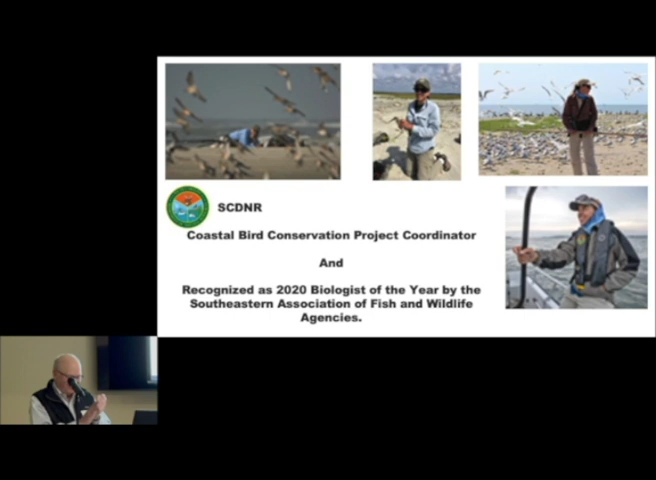 SCDNR
Coastal Bird Conservation Project Coordinator
And
Recognized as 2020 Biologist of the Year by the
Southeastern Association of Fish and Wildlife
Agencies.